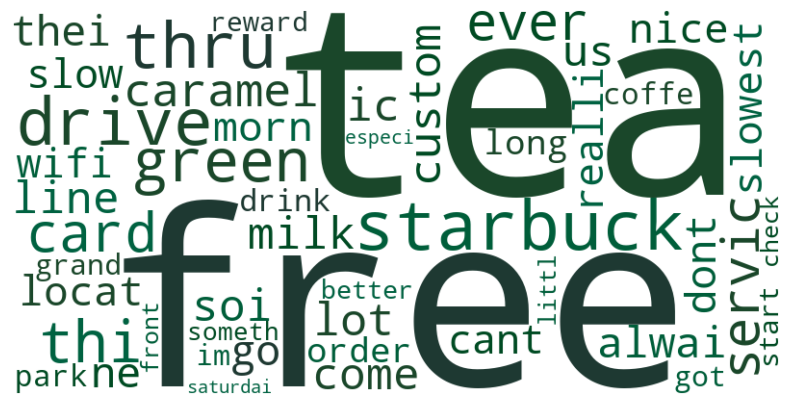 reward
thei
thru
ever
nice
us
slow
caramel
ic
tea
custom
coffe
slowest
drive
morn
especi
long
realli
wifi
green
line
drink
card
milk
starbuck
servic
check
grand
free
dont
locat
better
littl
soi
lot
start
front
someth
thi
im
go
order
cant
alwai
park
ne
come
got
saturdai